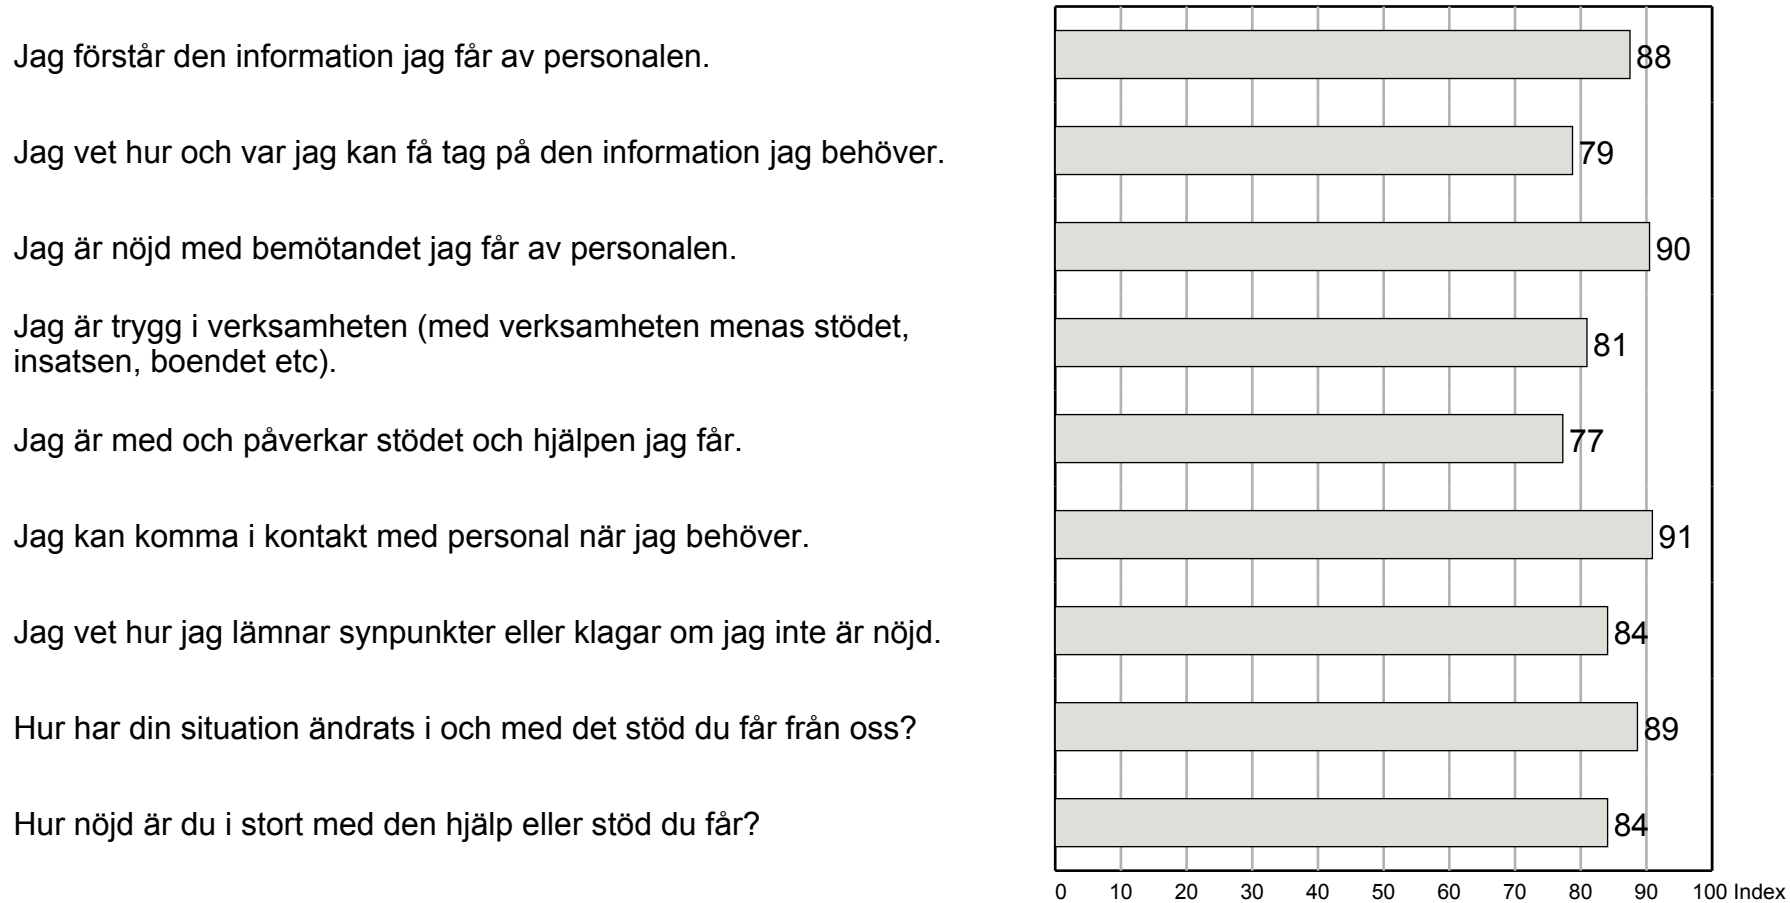 Jag förstår den information jag får av personalen.
88
Jag vet hur och var jag kan få tag på den information jag behöver.
79
Jag är nöjd med bemötandet jag får av personalen.
90
Jag är trygg i verksamheten (med verksamheten menas stödet,
insatsen, boendet etc).
81
Jag är med och påverkar stödet och hjälpen jag får.
77
Jag kan komma i kontakt med personal när jag behöver.
91
Jag vet hur jag lämnar synpunkter eller klagar om jag inte är nöjd.
84
Hur har din situation ändrats i och med det stöd du får från oss?
89
Hur nöjd är du i stort med den hjälp eller stöd du får?
84
0 10 20 30 40 50 60 70 80 90 100 Index